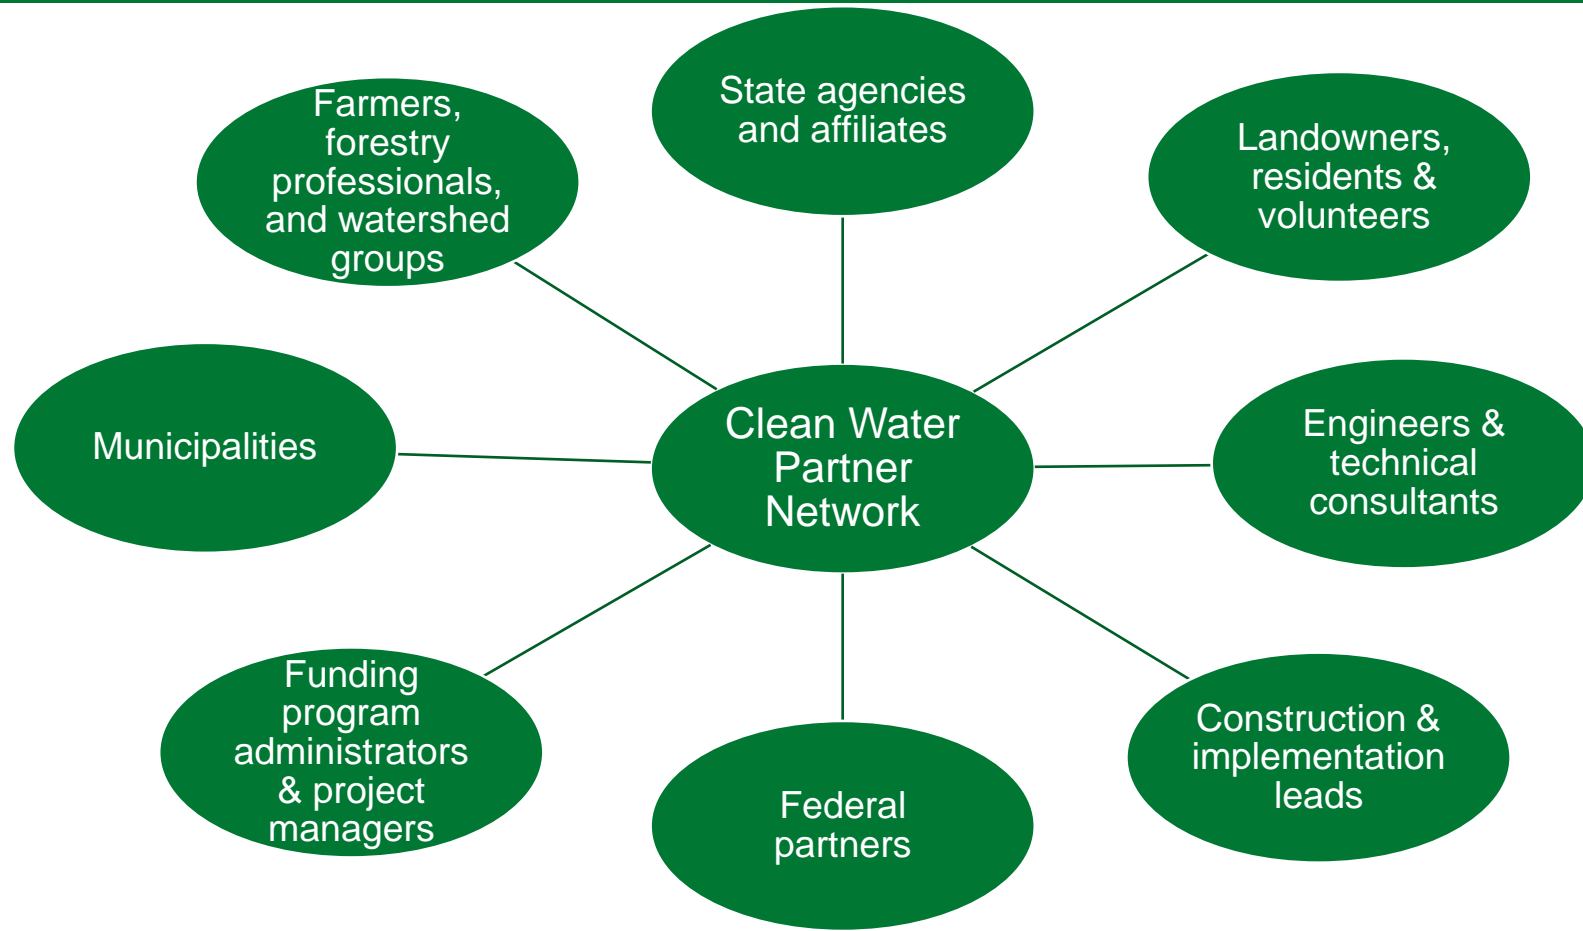 State agencies
and affiliates
Farmers,
forestry
professionals,
and watershed
groups
Landowners,
residents &
volunteers
Municipalities
Clean Water
Partner
Network
Engineers &
technical
consultants
Funding
program
administrators
& project
managers
Federal
partners
Construction &
implementation
leads